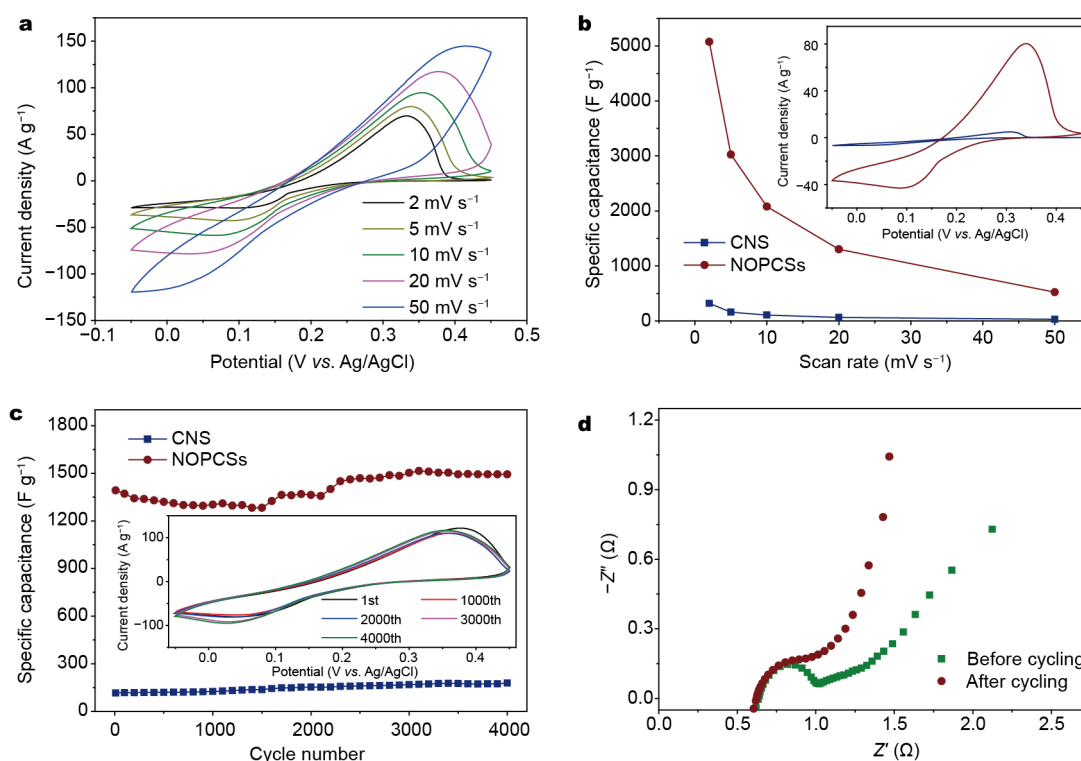 a
150
100
50
0
−50
−100
−150
Current density (A g⁻¹)
2 mV s⁻¹
5 mV s⁻¹
10 mV s⁻¹
20 mV s⁻¹
50 mV s⁻¹
−0.1 0.0 0.1 0.2 0.3 0.4 0.5
Potential (V vs. Ag/AgCl)
b
5000
4000
3000
2000
1000
0
Specific capacitance (F g⁻¹)
CNS
NOPCSs
0 10 20 30 40 50
Scan rate (mV s⁻¹)
80
40
0
−40
Current density (A g⁻¹)
0.0 0.1 0.2 0.3 0.4
Potential (V vs. Ag/AgCl)
c
1800
1500
1200
900
600
300
0
Specific capacitance (F g⁻¹)
CNS
NOPCSs
100
0
−100
Current density (A g⁻¹)
1st 1000th
2000th 3000th
4000th
0.0 0.1 0.2 0.3 0.4
Potential (V vs. Ag/AgCl)
0 1000 2000 3000 4000
Cycle number
d
1.2
0.9
0.6
0.3
0.0
−Z″ (Ω)
Before cycling
After cycling
0.0 0.5 1.0 1.5 2.0 2.5
Z′ (Ω)